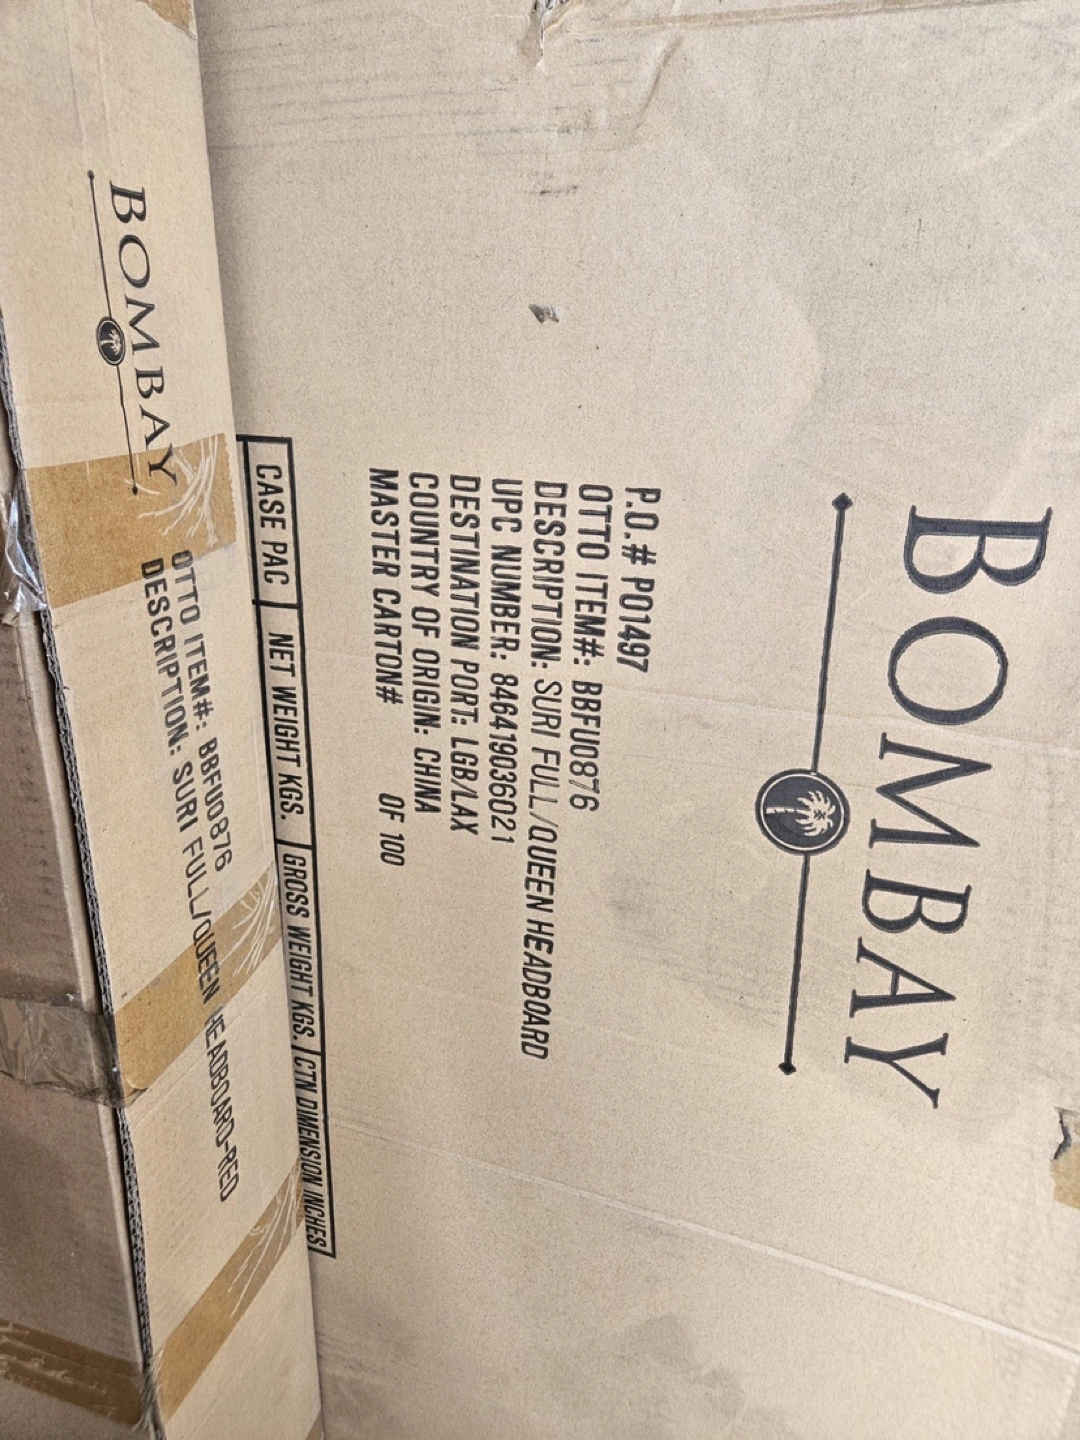 BOMBAY
P.O.# P01497
OTTO ITEM#: BBFU0876
DESCRIPTION: SURI FULL/QUEEN HEADBOARD
UPC NUMBER: 846419036021
DESTINATION PORT: LGB/LAX
COUNTRY OF ORIGIN: CHINA
MASTER CARTON# OF 100
CASE PAC NET WEIGHT KGS. GROSS WEIGHT KGS. CTN DIMENSION INCHES
BOMBAY
OTTO ITEM#: BBFU0876
DESCRIPTION: SURI FULL/QUEEN HEADBOARD-RED